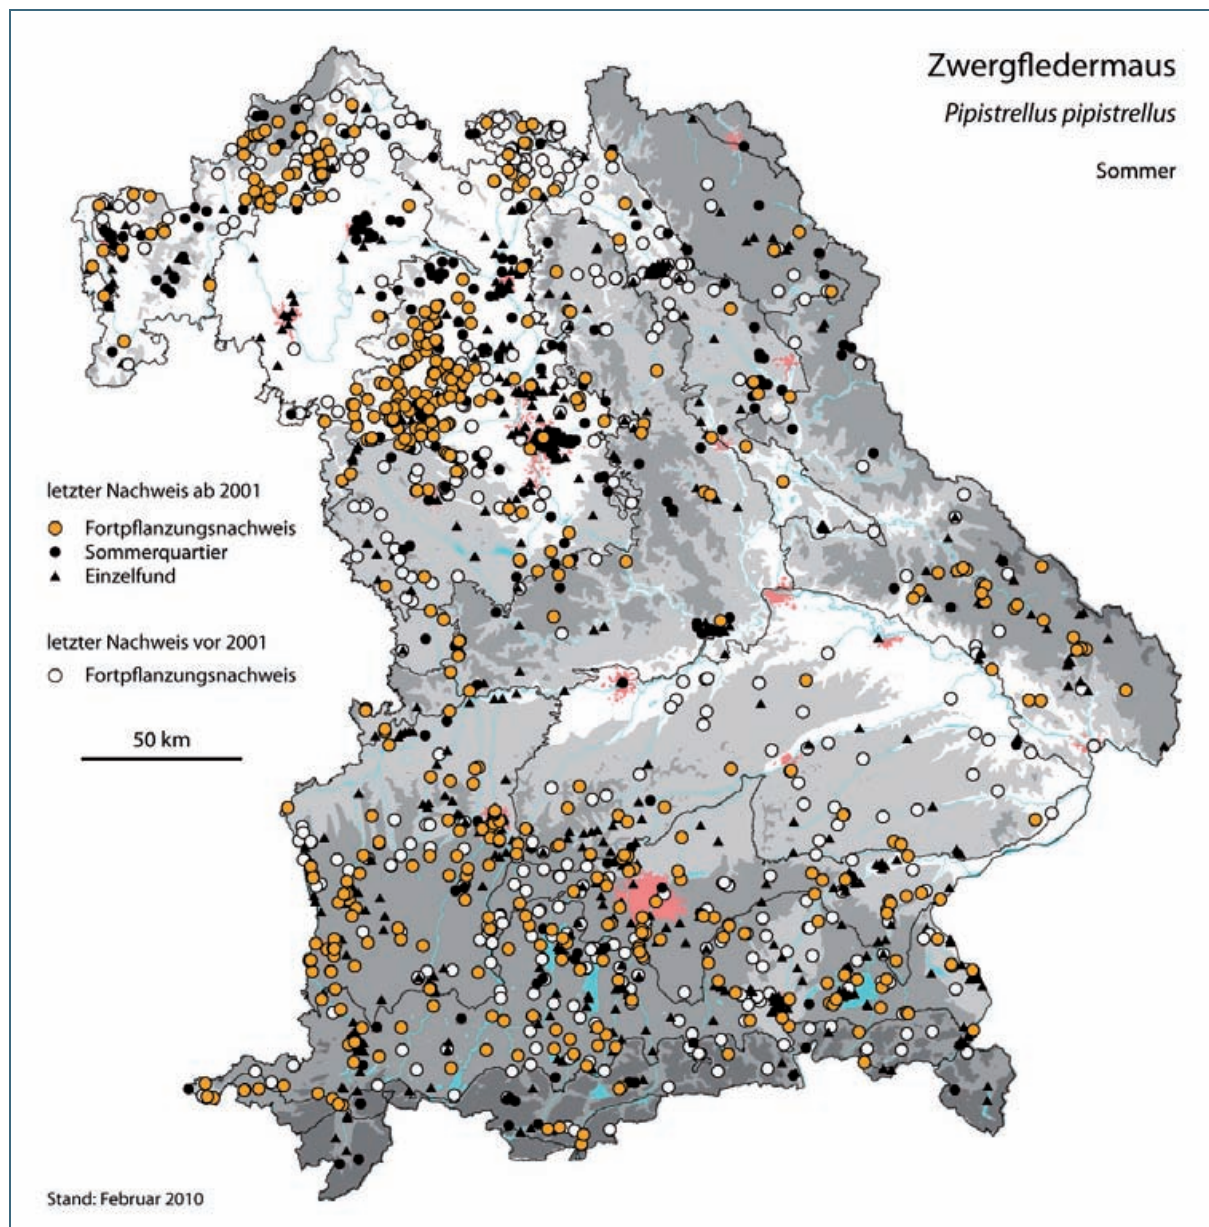 Zwergfledermaus
Pipistrellus pipistrellus
Sommer
letzter Nachweis ab 2001
Fortpflanzungsnachweis
Sommerquartier
Einzelfund
letzter Nachweis vor 2001
Fortpflanzungsnachweis
50 km
Stand: Februar 2010